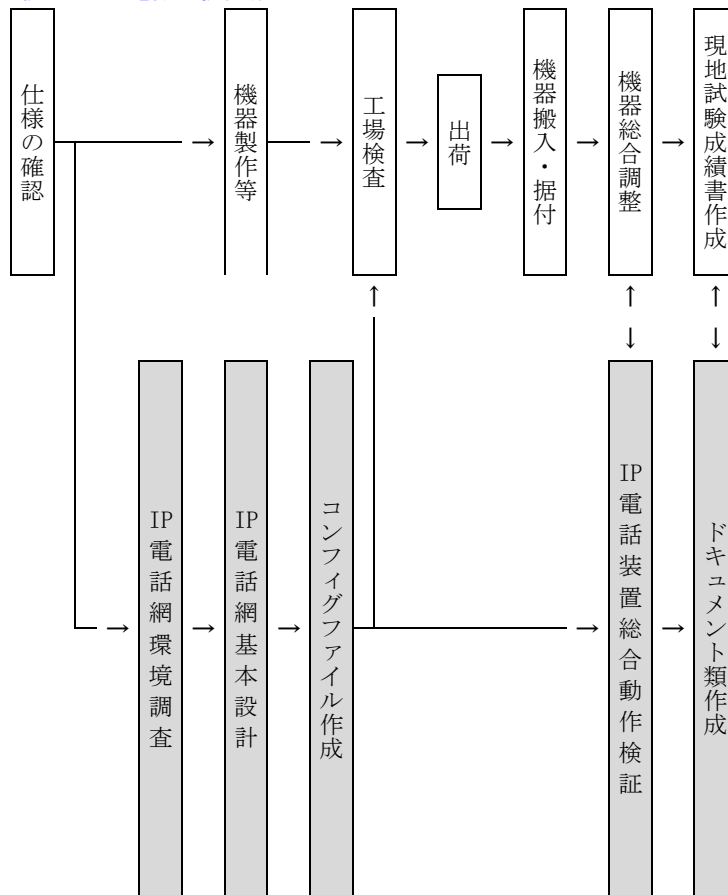 仕様の確認
機器製作等
工場検査
出荷
機器搬入・据付
機器総合調整
現地試験成績書作成
IP電話網環境調査
IP電話網基本設計
コンフィグファイル作成
IP電話装置総合動作検証
ドキュメント類作成